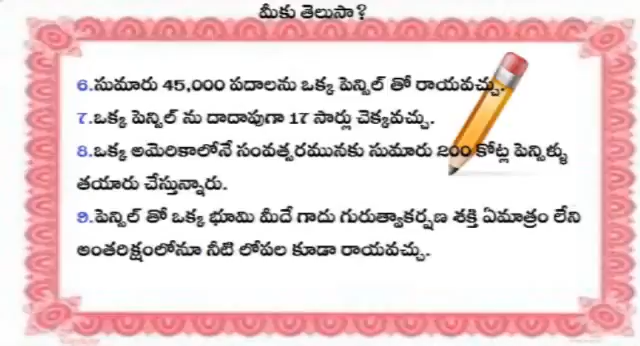 మీకు తెలుసా?
6.సుమారు 45,000 పదాలను ఒక్క పెన్సిల్ తో రాయవచ్చు.
7.ఒక్క పెన్సిల్ ను దాదాపుగా 17 సార్లు చెక్కవచ్చు.
8.ఒక్క అమెరికాలోనే సంవత్సరమునకు సుమారు 200 కోట్ల పెన్సిళ్ళు
తయారు చేస్తున్నారు.
9.పెన్సిల్ తో ఒక్క భూమి మీదే గాదు గురుత్వాకర్షణ శక్తి ఏమాత్రం లేని
అంతరిక్షంలోనూ నీటి లోపల కూడా రాయవచ్చు.